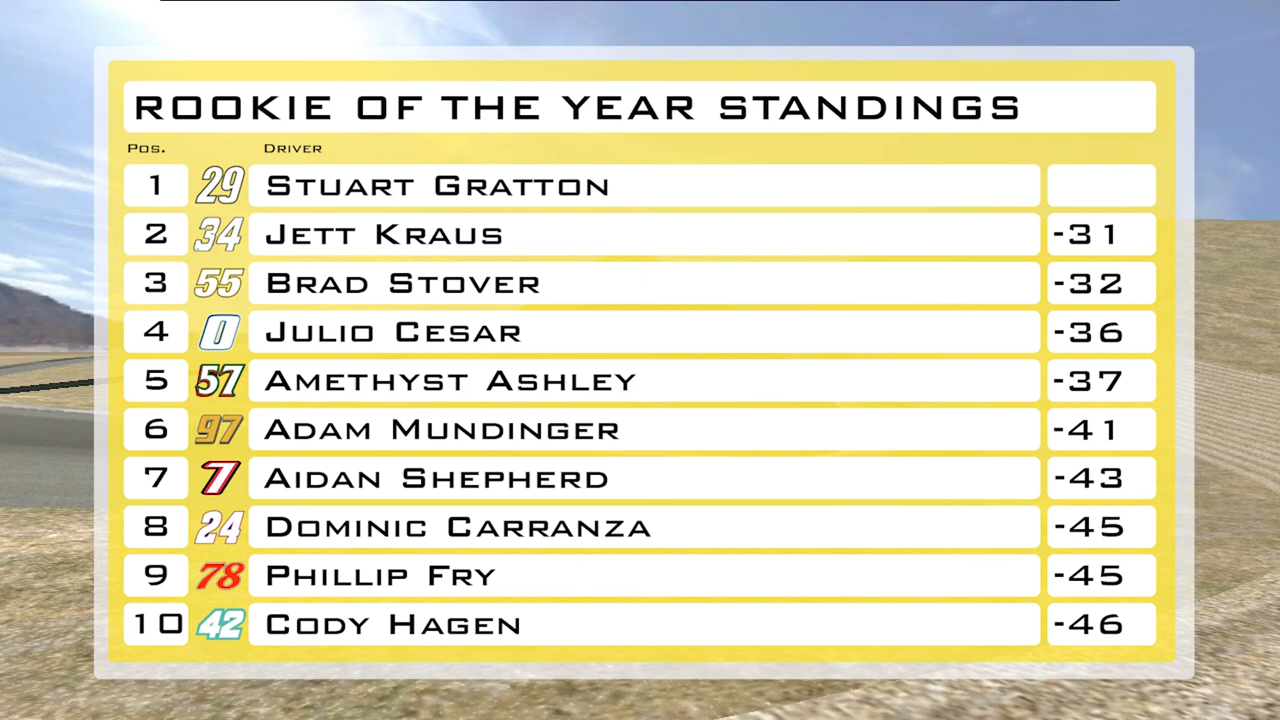 ROOKIE OF THE YEAR STANDINGS
POS. DRIVER
1 29 STUART GRATTON
2 34 JETT KRAUS -31
3 55 BRAD STOVER -32
4 0 JULIO CESAR -36
5 57 AMETHYST ASHLEY -37
6 97 ADAM MUNDINGER -41
7 7 AIDAN SHEPHERD -43
8 24 DOMINIC CARRANZA -45
9 78 PHILLIP FRY -45
10 42 CODY HAGEN -46